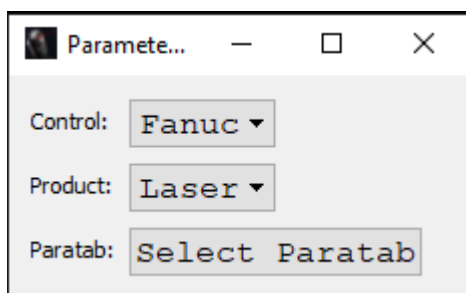 Paramete...
Control: Fanuc
Product: Laser
Paratab: Select Paratab